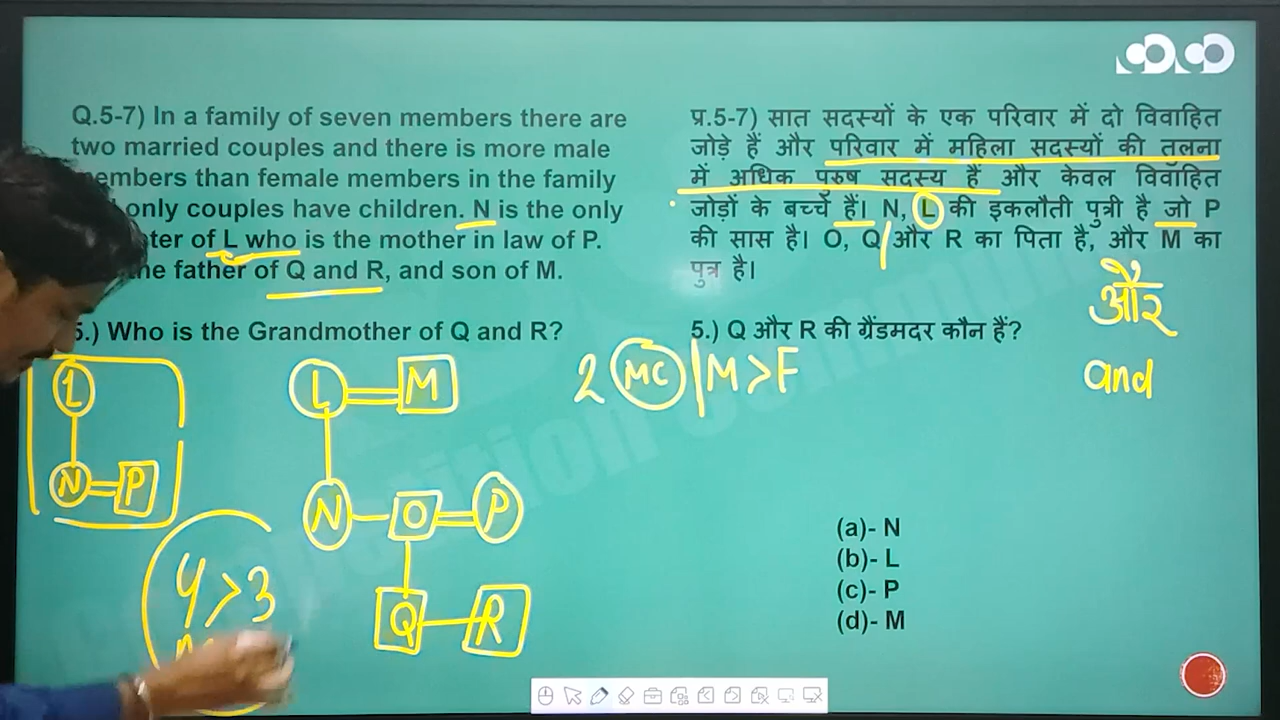 Q.5-7) In a family of seven members there are
two married couples and there is more male
members than female members in the family
only couples have children. N is the only
of L who is the mother in law of P.
the father of Q and R, and son of M.
5.) Who is the Grandmother of Q and R?
प्र.5-7) सात सदस्यों के एक परिवार में दो विवाहित
जोड़े हैं और परिवार में महिला सदस्यों की तुलना
में अधिक पुरुष सदस्य हैं और केवल विवाहित
जोड़ों के बच्चे हैं। N, L की इकलौती पुत्री है जो P
की सास है। O, Q और R का पिता है, और M का
पुत्र है।
5.) Q और R की ग्रैंडमदर कौन हैं?
और
and
2 MC | M > F
L
N P
L M
N O P
Q R
4 > 3
(a)- N
(b)- L
(c)- P
(d)- M